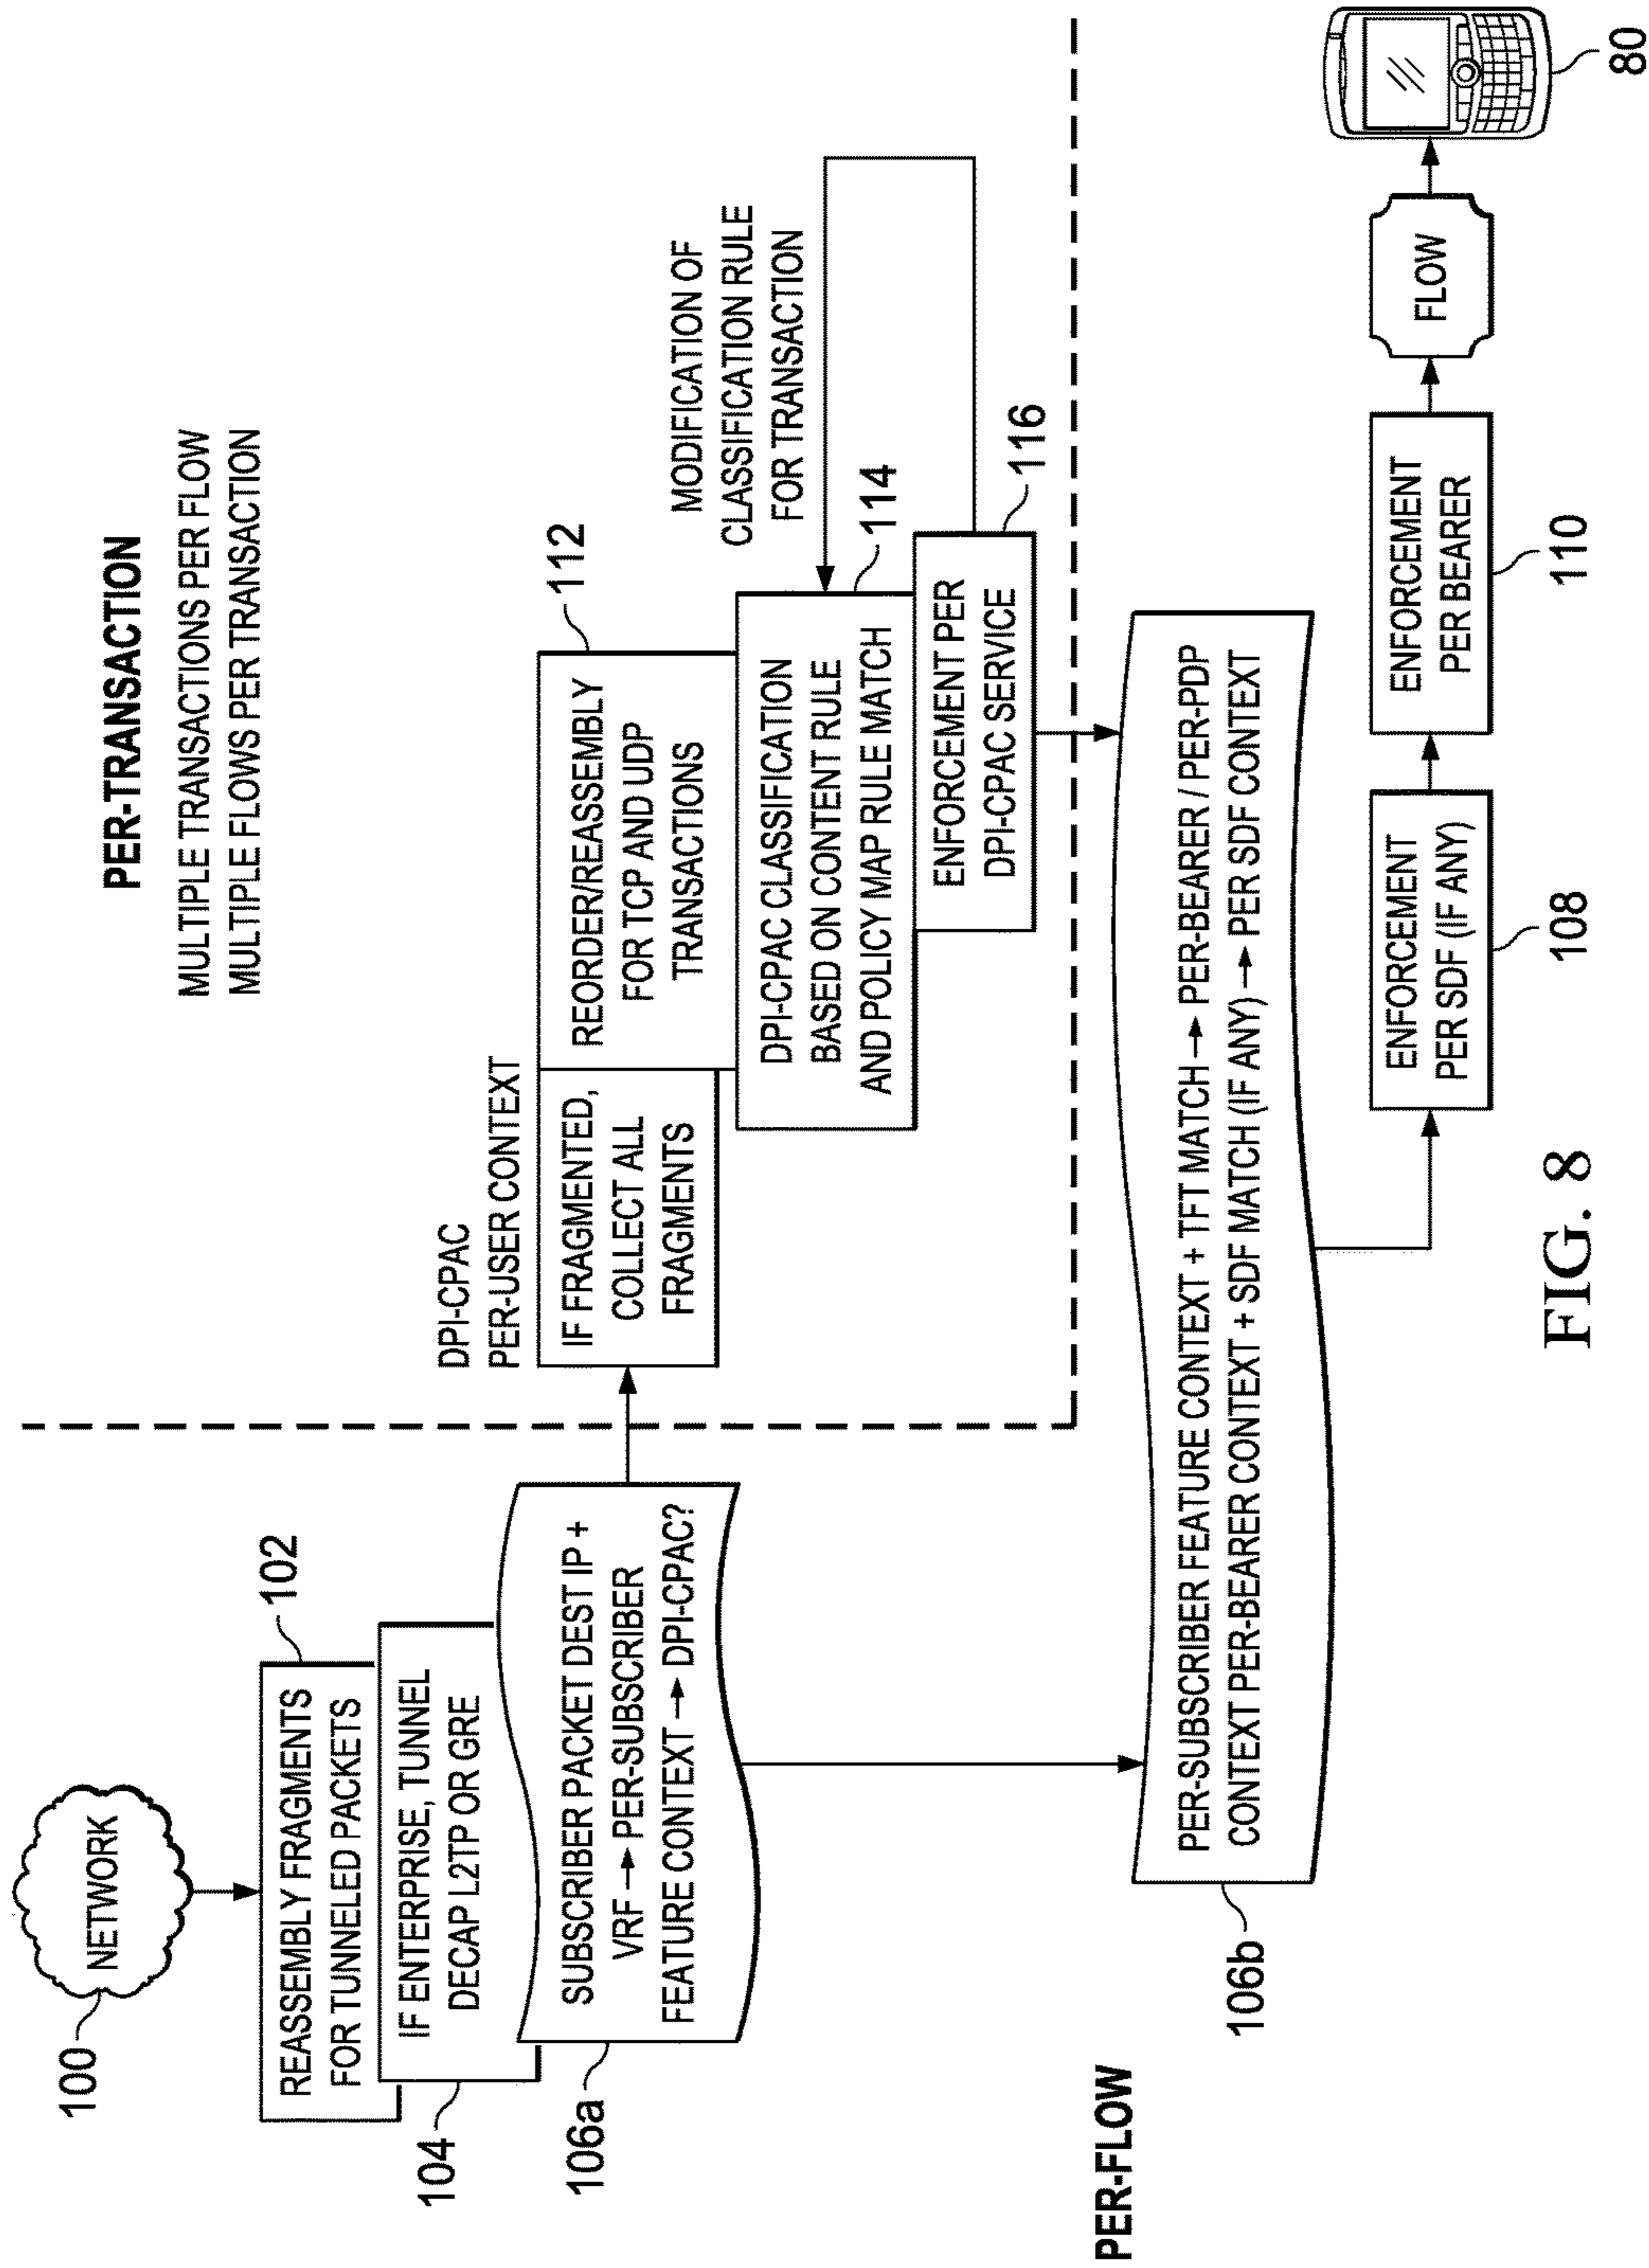 PER-TRANSACTION
MULTIPLE TRANSACTIONS PER FLOW
MULTIPLE FLOWS PER TRANSACTION
100
NETWORK
102
REASSEMBLY FRAGMENTS
FOR TUNNELED PACKETS
104
IF ENTERPRISE, TUNNEL
DECAP L2TP OR GRE
106a
SUBSCRIBER PACKET DEST IP +
VRF → PER-SUBSCRIBER
FEATURE CONTEXT → DPI-CPAC?
DPI-CPAC
PER-USER CONTEXT
IF FRAGMENTED,
COLLECT ALL
FRAGMENTS
112
REORDER/REASSEMBLY
FOR TCP AND UDP
TRANSACTIONS
114
DPI-CPAC CLASSIFICATION
BASED ON CONTENT RULE
AND POLICY MAP RULE MATCH
116
ENFORCEMENT PER
DPI-CPAC SERVICE
MODIFICATION OF
CLASSIFICATION RULE
FOR TRANSACTION
PER-FLOW
106b
PER-SUBSCRIBER FEATURE CONTEXT + TFT MATCH → PER-BEARER / PER-PDP
CONTEXT PER-BEARER CONTEXT + SDF MATCH (IF ANY) → PER SDF CONTEXT
ENFORCEMENT
PER SDF (IF ANY)
108
ENFORCEMENT
PER BEARER
110
FLOW
80
FIG. 8